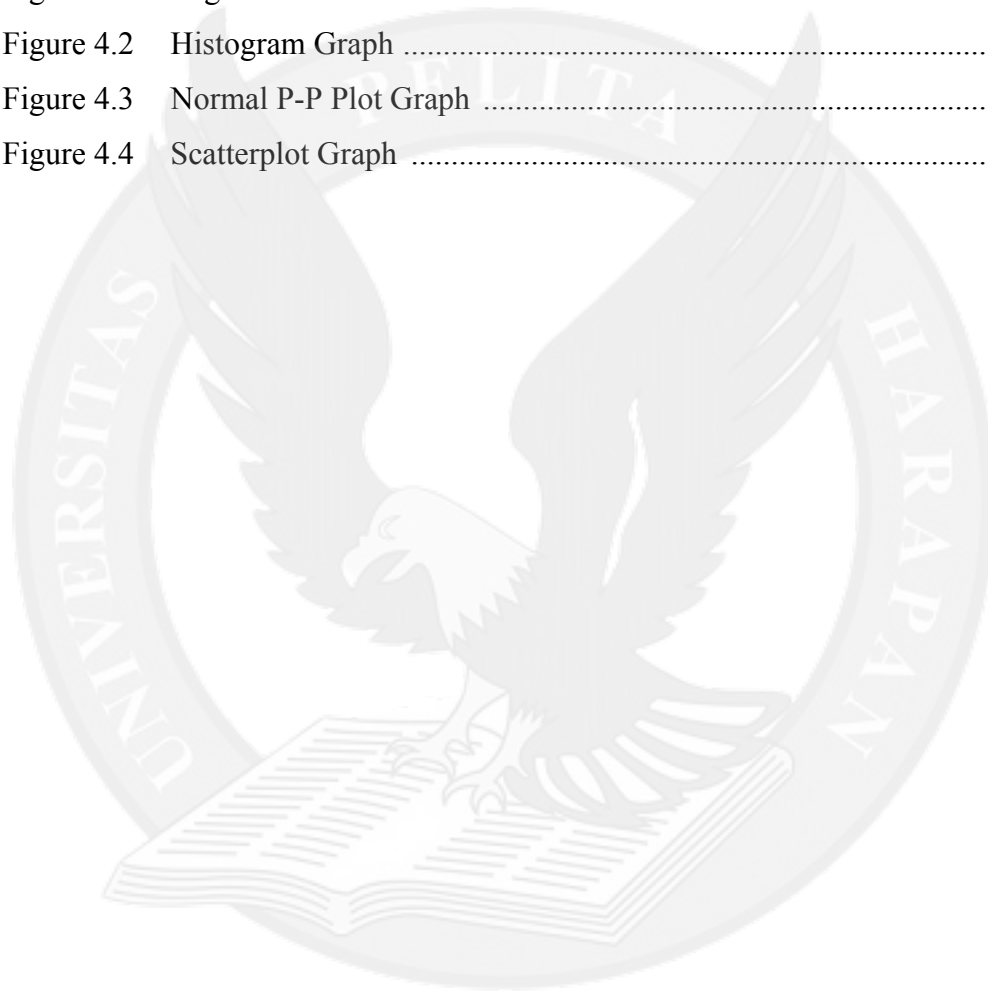 Figure 4.2 Histogram Graph ........................................................................
Figure 4.3 Normal P-P Plot Graph ..............................................................
Figure 4.4 Scatterplot Graph .......................................................................
UNIVERSITAS PELITA HARAPAN